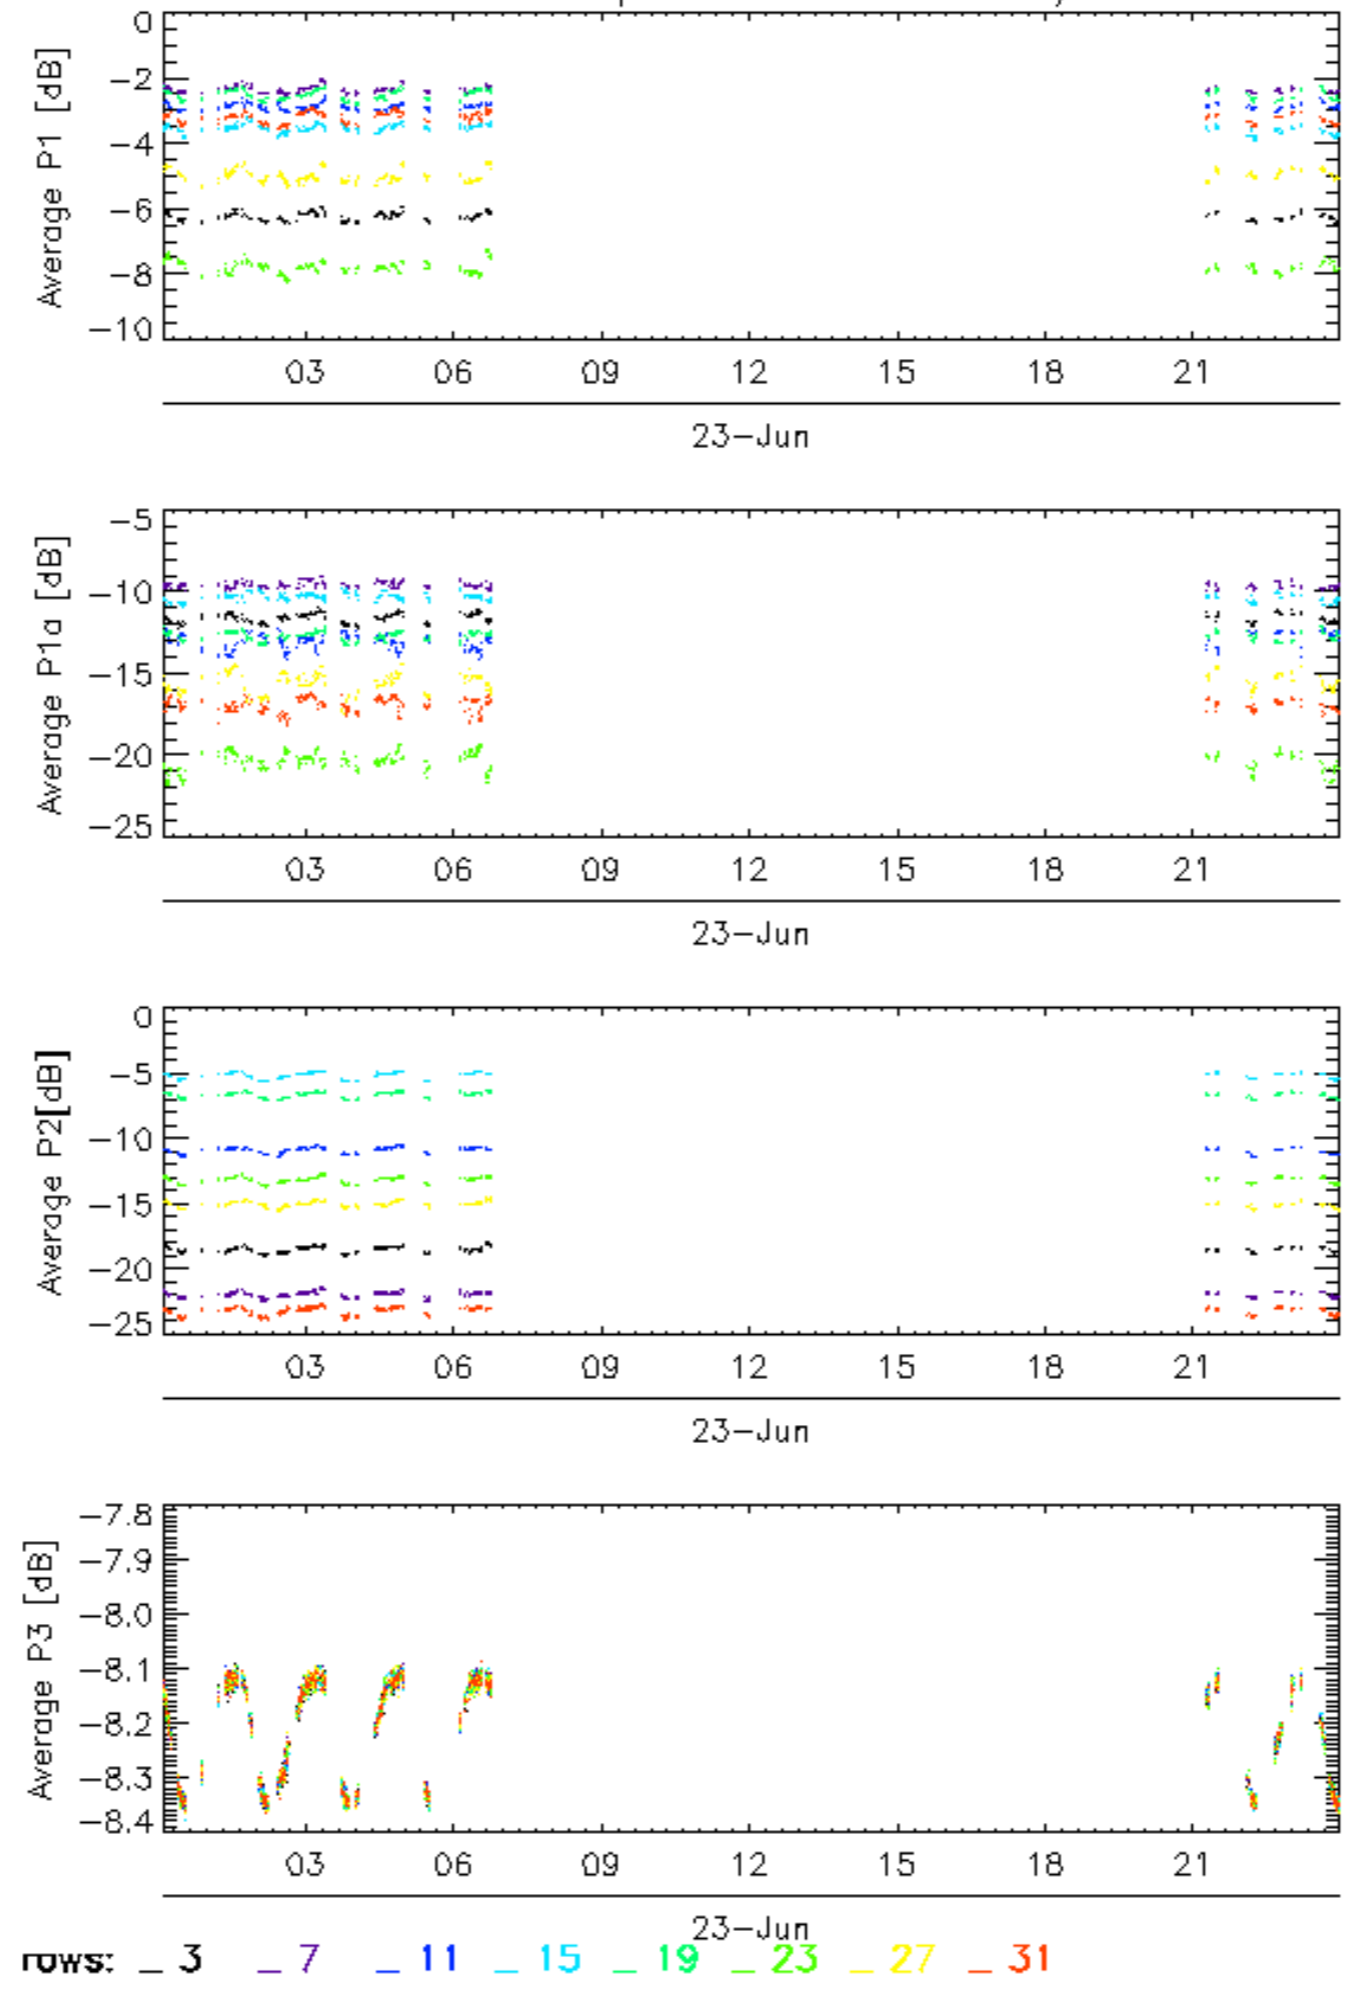 0
−2
−4
−6
−8
−10
Average P1 [dB]
03 06 09 12 15 18 21
23−Jun
−5
−10
−15
−20
−25
Average P1a [dB]
03 06 09 12 15 18 21
23−Jun
0
−5
−10
−15
−20
−25
Average P2[dB]
03 06 09 12 15 18 21
23−Jun
−7.8
−7.9
−8.0
−8.1
−8.2
−8.3
−8.4
Average P3 [dB]
03 06 09 12 15 18 21
23−Jun
rows: _ 3 _ 7 _ 11 _ 15 _ 19 _ 23 _ 27 _ 31